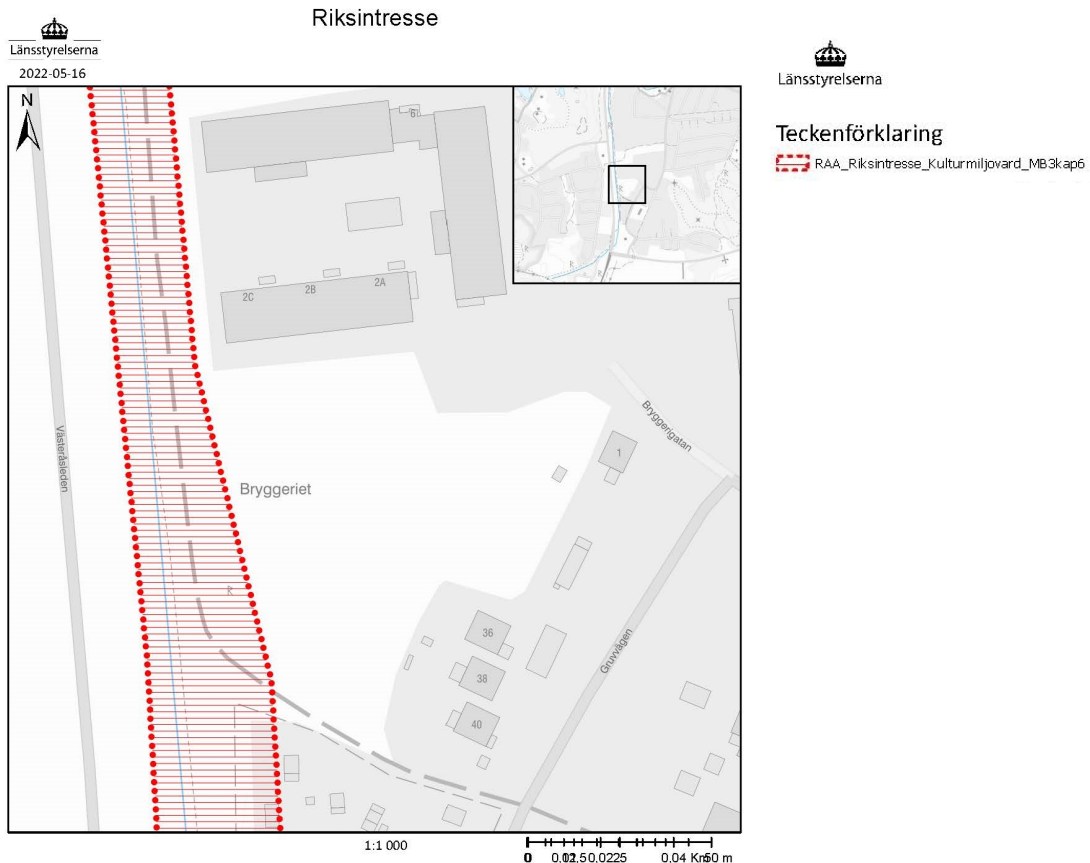 Riksintresse
Länsstyrelserna
2022-05-16
Länsstyrelserna
Teckenförklaring
RAA_Riksintresse_Kulturmiljovard_MB3kap6
N
6
2C
2B
2A
Bryggerigatan
1
Västeråsleden
Bryggeriet
R
36
Gruvvägen
38
40
1:1 000
0
0.04 Km
50 m